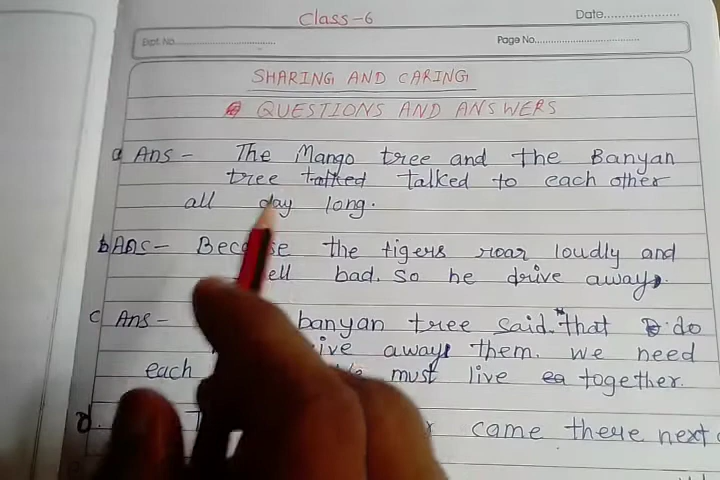 Class-6
Date
Expt No.
Page No.
SHARING AND CARING
QUESTIONS AND ANSWERS
a Ans - The Mango tree and the Banyan
tree talked talked to each other
all day long.
b Ans - Because the tigers roar loudly and
ell bad. So he drive away.
c Ans - banyan tree said that do
ive away them. We need
each must live ea together.
d. came there next